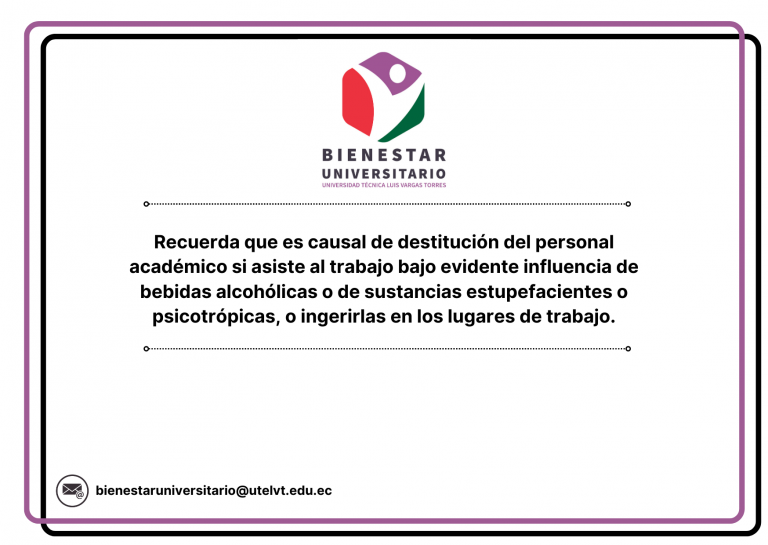 BIENESTAR
UNIVERSITARIO
UNIVERSIDAD TÉCNICA LUIS VARGAS TORRES
Recuerda que es causal de destitución del personal
académico si asiste al trabajo bajo evidente influencia de
bebidas alcohólicas o de sustancias estupefacientes o
psicotrópicas, o ingerirlas en los lugares de trabajo.
@ bienestaruniversitario@utelvt.edu.ec